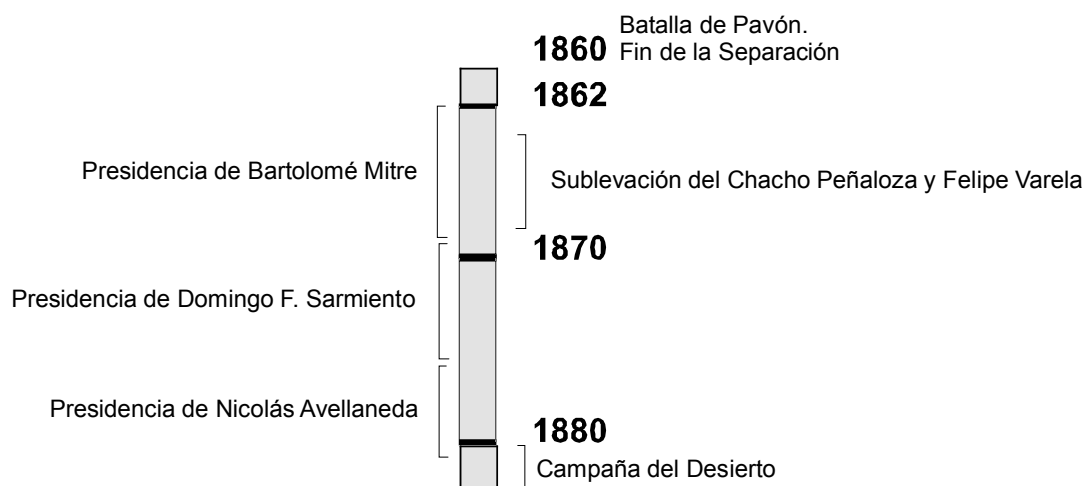 Batalla de Pavón.
1860 Fin de la Separación
1862
Presidencia de Bartolomé Mitre
Sublevación del Chacho Peñaloza y Felipe Varela
1870
Presidencia de Domingo F. Sarmiento
Presidencia de Nicolás Avellaneda
1880
Campaña del Desierto